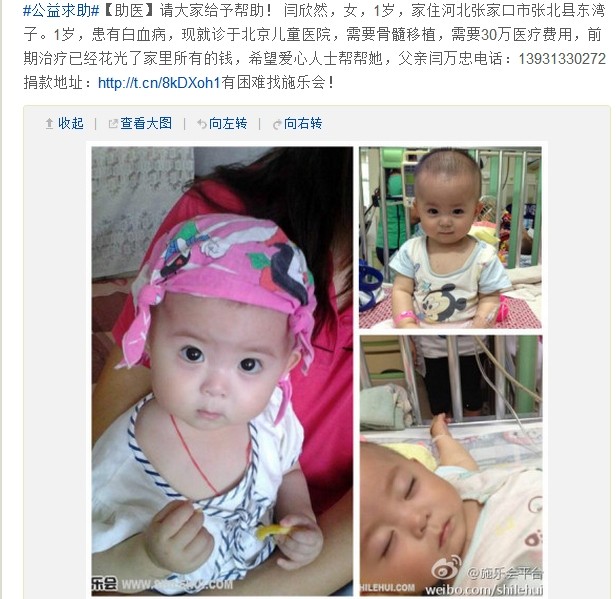 #公益求助#【助医】请大家给予帮助！ 闫欣然，女，1岁，家住河北张家口市张北县东湾
子。1岁，患有白血病，现就诊于北京儿童医院，需要骨髓移植，需要30万医疗费用，前
期治疗已经花光了家里所有的钱，希望爱心人士帮帮她，父亲闫万忠电话：13931330272
捐款地址：http://t.cn/8kDXoh1有困难找施乐会！
收起 | 查看大图 | 向左转 | 向右转
乐会
HILEHUI.COM
@施乐会平台
weibo.com/shilehui